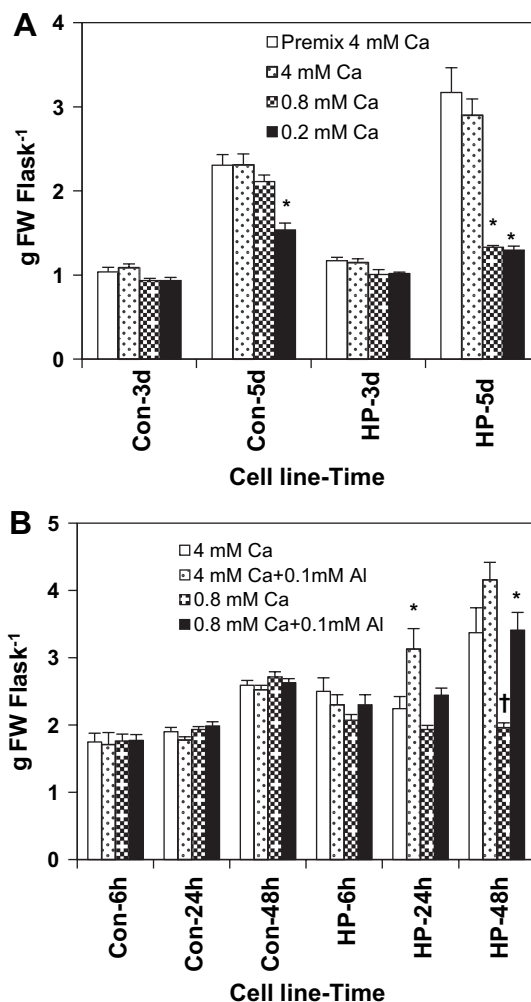 A
4
3
2
1
0
g FW Flask-1
Premix 4 mM Ca
4 mM Ca
0.8 mM Ca
0.2 mM Ca
*
* *
Con-3d
Con-5d
HP-3d
HP-5d
Cell line-Time
B
5
4
3
2
1
0
g FW Flask-1
4 mM Ca
4 mM Ca+0.1mM Al
0.8 mM Ca
0.8 mM Ca+0.1mM Al
*
† *
Con-6h
Con-24h
Con-48h
HP-6h
HP-24h
HP-48h
Cell line-Time